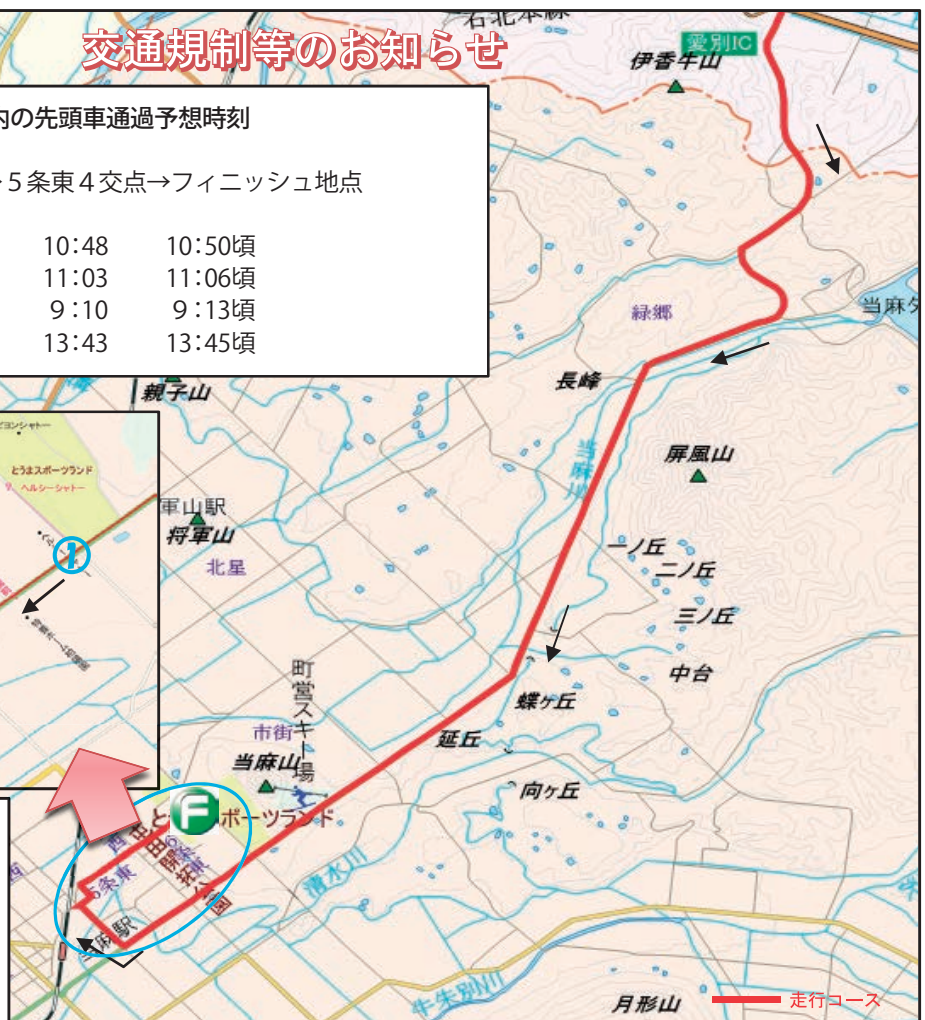 交通規制等のお知らせ
石北本線
愛別IC
伊香牛山
内の先頭車通過予想時刻
5条東4交点→フィニッシュ地点
10:48 10:50頃
11:03 11:06頃
9:10 9:13頃
13:43 13:45頃
緑郷
当麻
長峰
親子山
当麻川
屏風山
とうまスポーツランド
ヘルシーシャトー
①
将軍山
北星
一ノ丘
二ノ丘
三ノ丘
中台
蝶ヶ丘
町営スキー場
市街
延丘
当麻山
向ヶ丘
F
スポーツランド
5条東
当麻駅
清水川
牛朱別川
月形山
走行コース